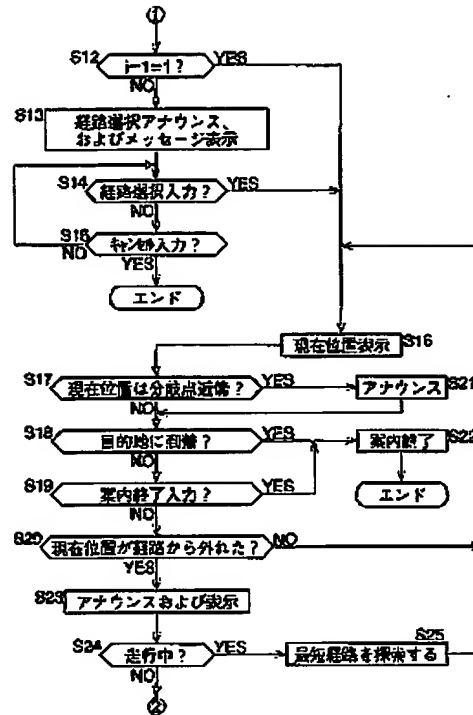 ①
S12
j-1=1?
YES
NO
S13
経路選択アナウンス、
およびメッセージ表示
S14
経路選択入力?
YES
NO
S15
キャンセル入力?
NO
YES
エンド
現在位置表示
S16
S17
現在位置は分岐点近傍?
YES
アナウンス
S21
NO
S18
目的地に到着?
YES
案内終了
S22
NO
S19
案内終了入力?
YES
エンド
NO
S20
現在位置が経路から外れた?
NO
YES
S23
アナウンスおよび表示
S24
走行中?
YES
S25
最短経路を探索する
NO
②